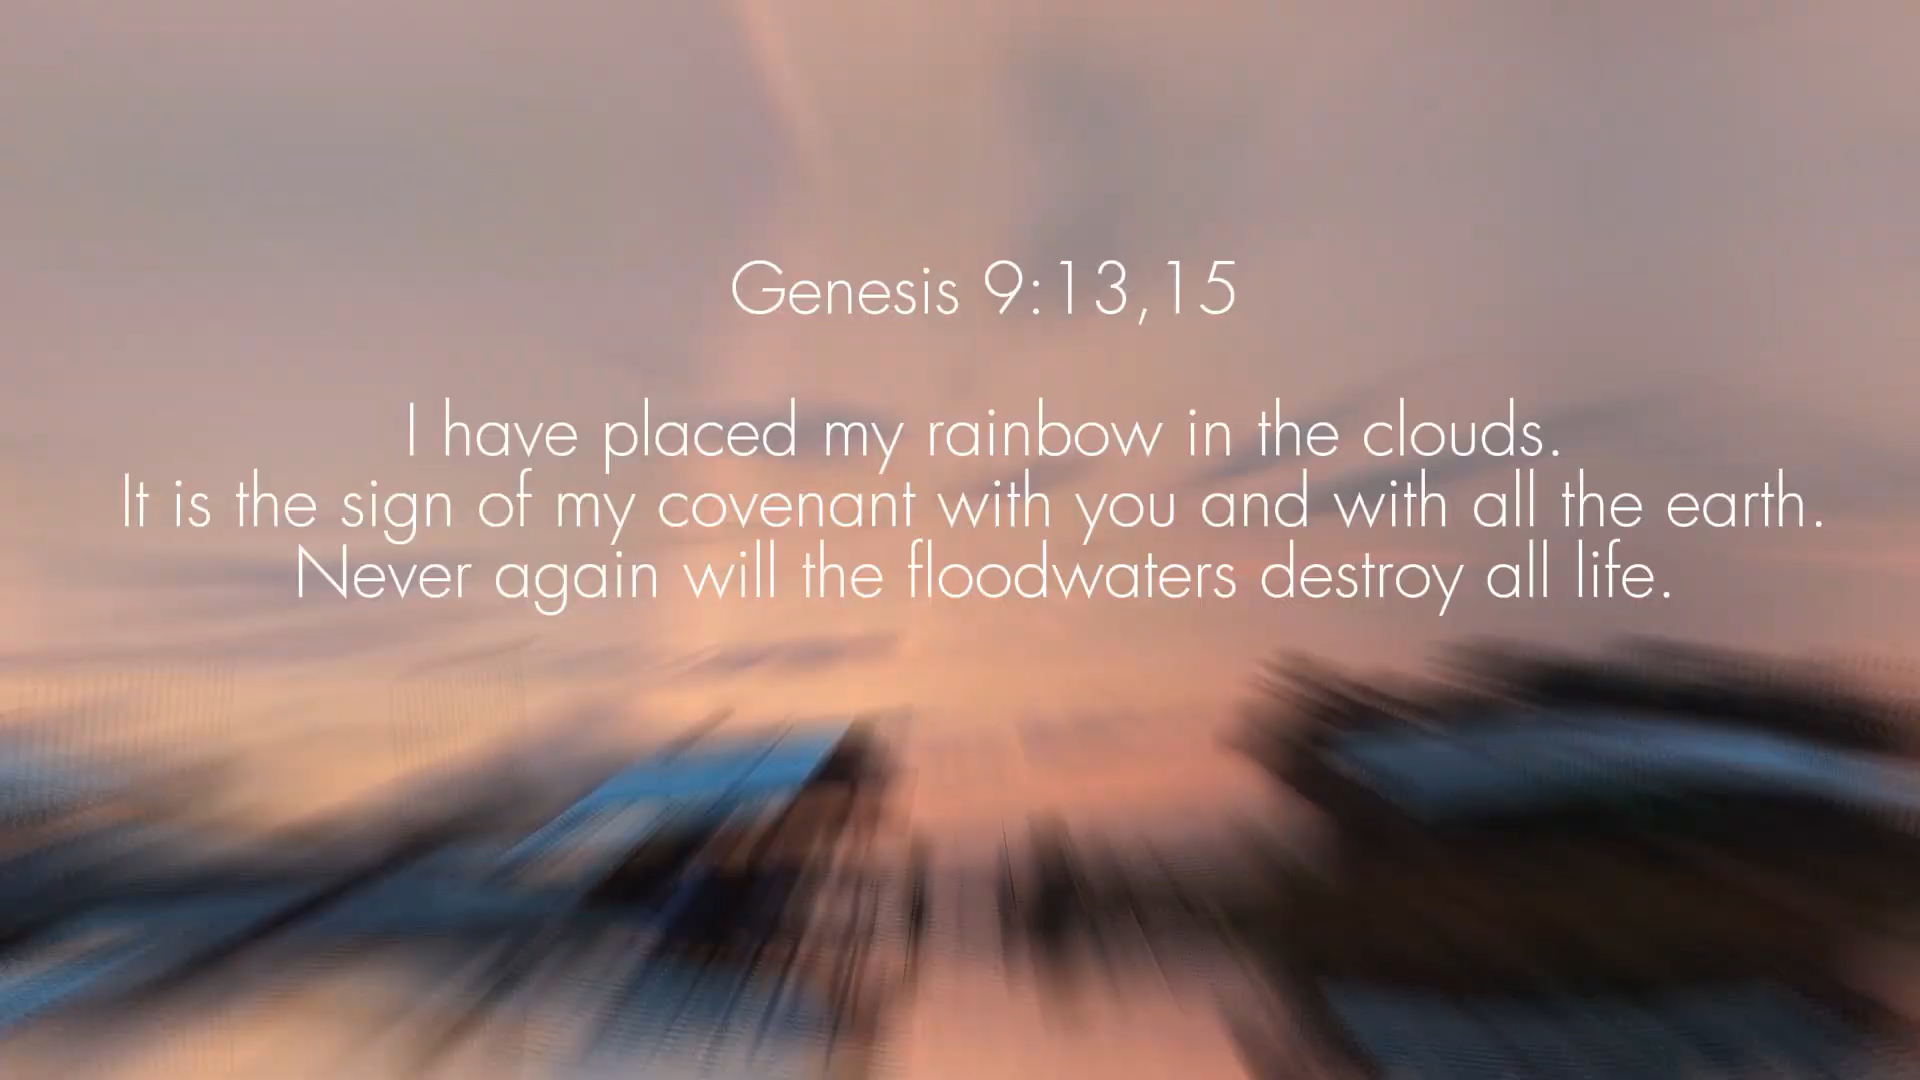 Genesis 9:13,15
I have placed my rainbow in the clouds.
It is the sign of my covenant with you and with all the earth.
Never again will the floodwaters destroy all life.